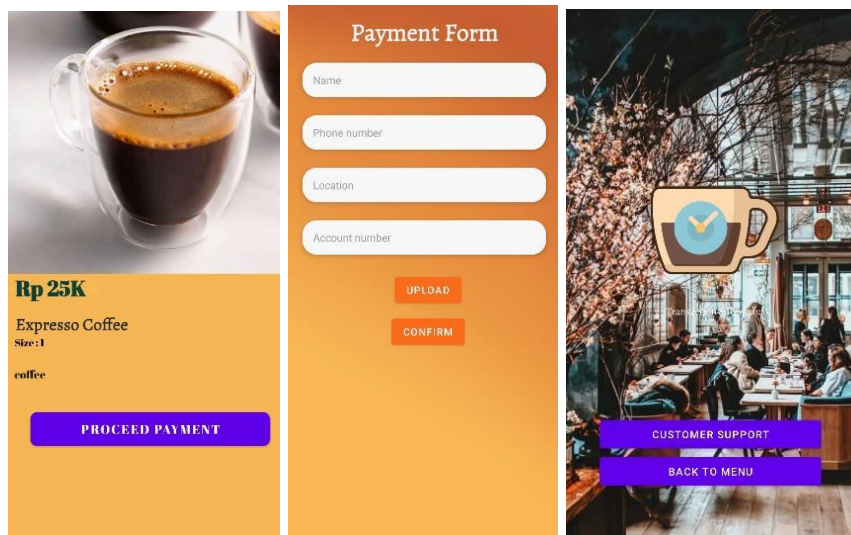 Rp 25K
Expresso Coffee
Size : 1
coffee
PROCEED PAYMENT
Payment Form
Name
Phone number
Location
Account number
UPLOAD
CONFIRM
CUSTOMER SUPPORT
BACK TO MENU